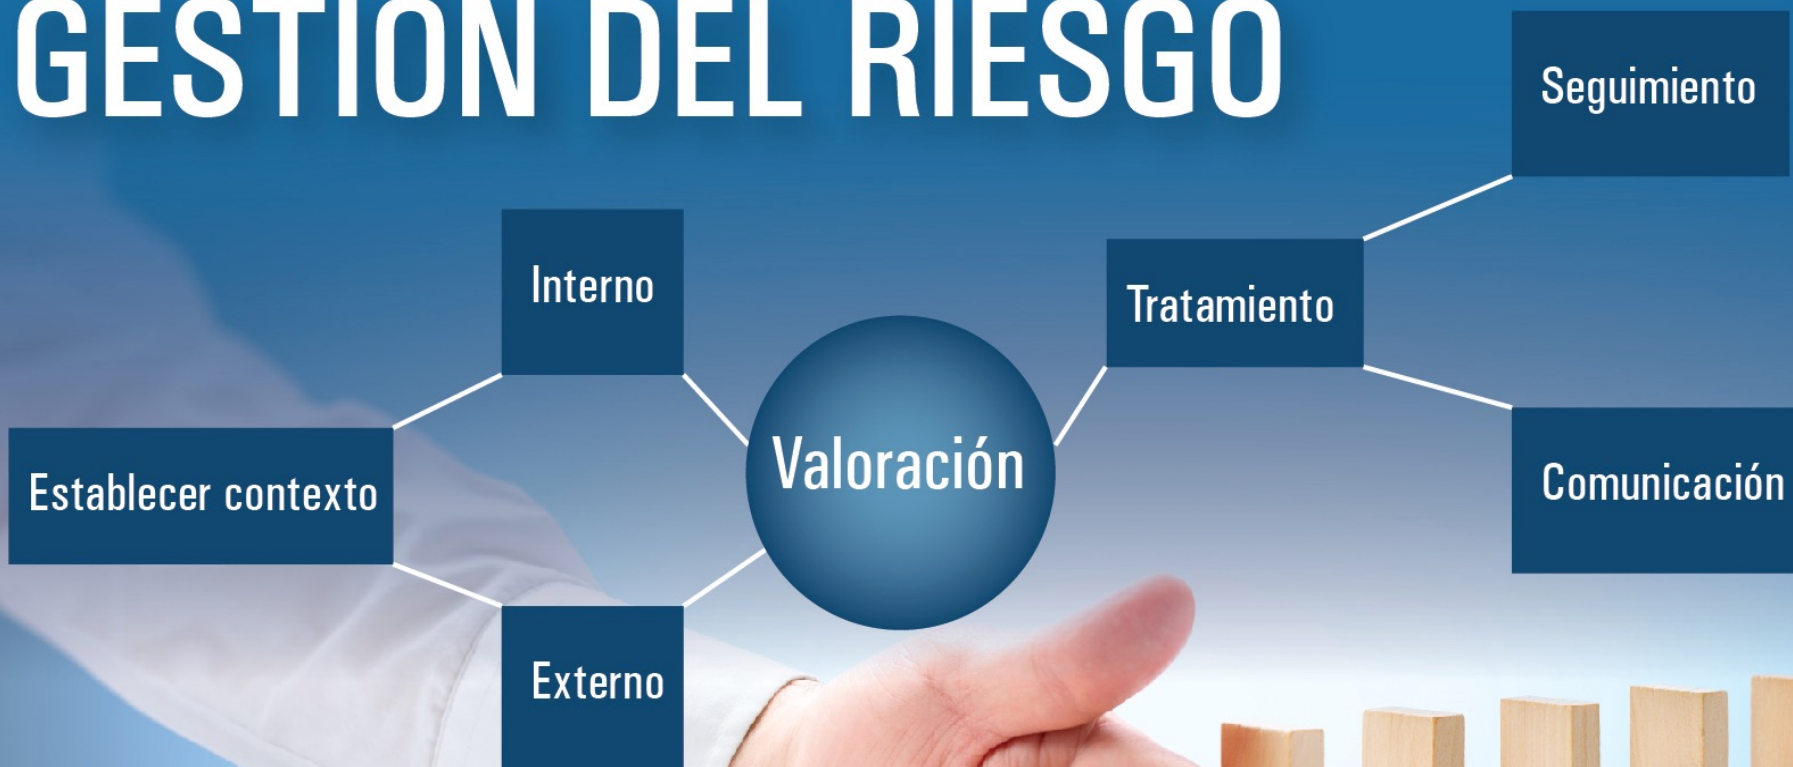 GESTIÓN DEL RIESGO
Seguimiento
Interno
Tratamiento
Valoración
Establecer contexto
Comunicación
Externo